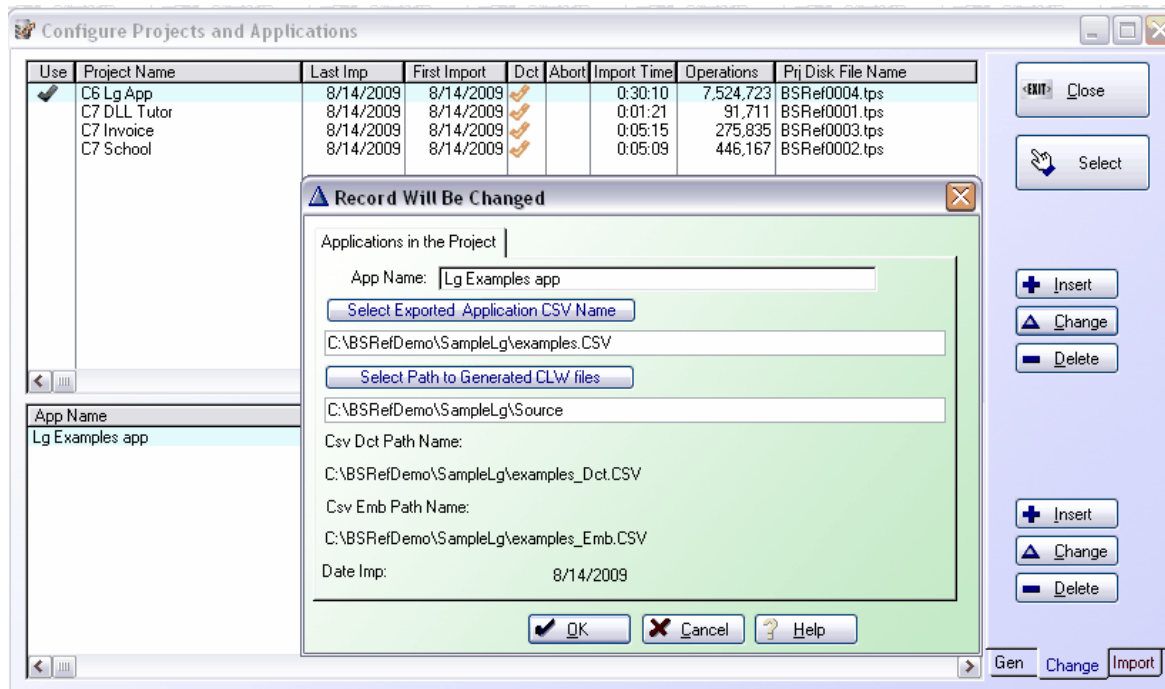 Configure Projects and Applications
Use Project Name Last Imp First Import Dct Abort Import Time Operations Prj Disk File Name
C6 Lg App 8/14/2009 8/14/2009 0:30:10 7,524,723 BSRef0004.tps
C7 DLL Tutor 8/14/2009 8/14/2009 0:01:21 91,711 BSRef0001.tps
C7 Invoice 8/14/2009 8/14/2009 0:05:15 275,835 BSRef0003.tps
C7 School 8/14/2009 8/14/2009 0:05:09 446,167 BSRef0002.tps
EXIT Close
Select
Record Will Be Changed
Applications in the Project
App Name: Lg Examples app
Select Exported Application CSV Name
C:\BSRefDemo\SampleLg\examples.CSV
Select Path to Generated CLW files
C:\BSRefDemo\SampleLg\Source
Csv Dct Path Name:
C:\BSRefDemo\SampleLg\examples_Dct.CSV
Csv Emb Path Name:
C:\BSRefDemo\SampleLg\examples_Emb.CSV
Date Imp: 8/14/2009
OK Cancel Help
Insert
Change
Delete
App Name
Lg Examples app
Insert
Change
Delete
Gen Change Import